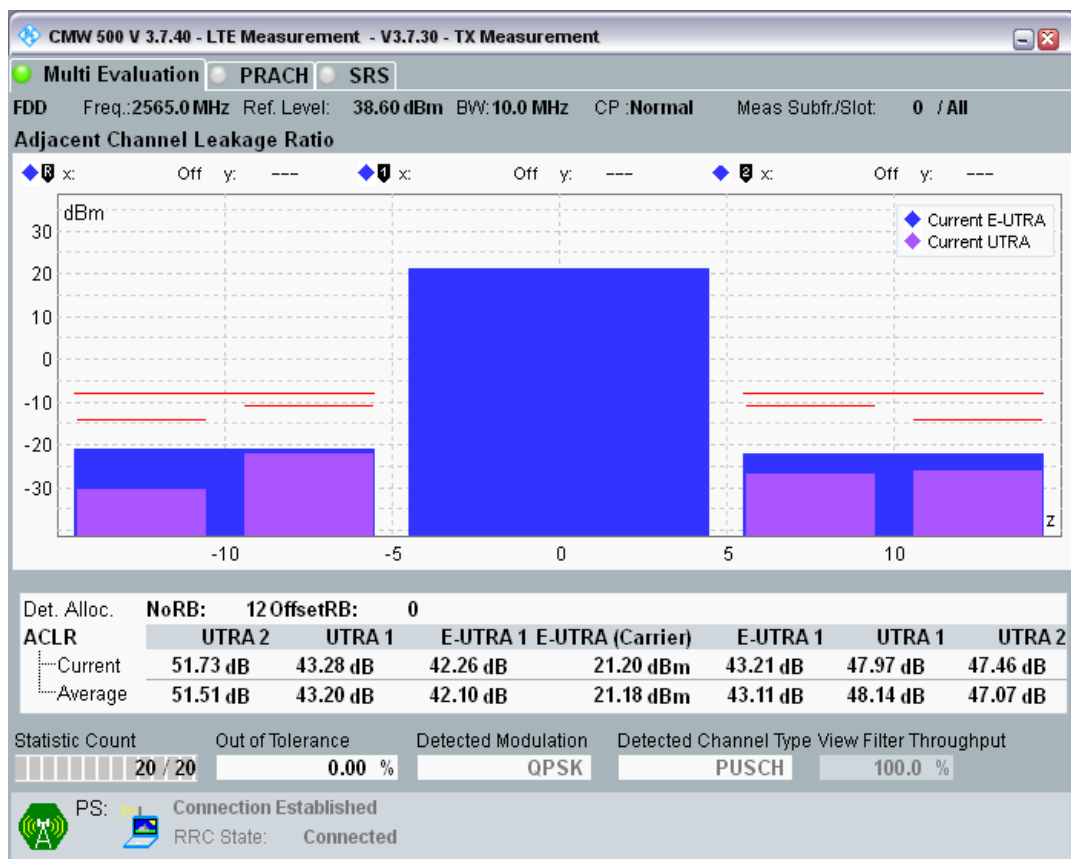 CMW 500 V 3.7.40 - LTE Measurement - V3.7.30 - TX Measurement
Multi Evaluation PRACH SRS
FDD Freq.:2565.0 MHz Ref. Level: 38.60 dBm BW:10.0 MHz CP :Normal Meas Subfr./Slot: 0 / All
Adjacent Channel Leakage Ratio
R x: Off y: --- 1 x: Off y: --- 2 x: Off y: ---
dBm
Current E-UTRA
Current UTRA
30
20
10
0
-10
-20
-30
z
-10 -5 0 5 10
Det. Alloc. NoRB: 12 OffsetRB: 0
ACLR UTRA 2 UTRA 1 E-UTRA 1 E-UTRA (Carrier) E-UTRA 1 UTRA 1 UTRA 2
Current 51.73 dB 43.28 dB 42.26 dB 21.20 dBm 43.21 dB 47.97 dB 47.46 dB
Average 51.51 dB 43.20 dB 42.10 dB 21.18 dBm 43.11 dB 48.14 dB 47.07 dB
Statistic Count Out of Tolerance Detected Modulation Detected Channel Type View Filter Throughput
20 / 20 0.00 % QPSK PUSCH 100.0 %
PS: Connection Established
RRC State: Connected